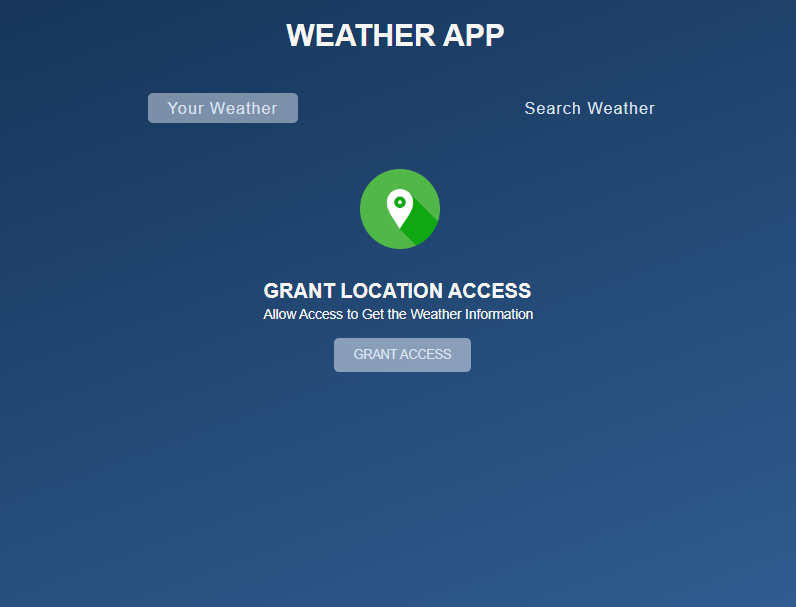 WEATHER APP
Your Weather
Search Weather
GRANT LOCATION ACCESS
Allow Access to Get the Weather Information
GRANT ACCESS